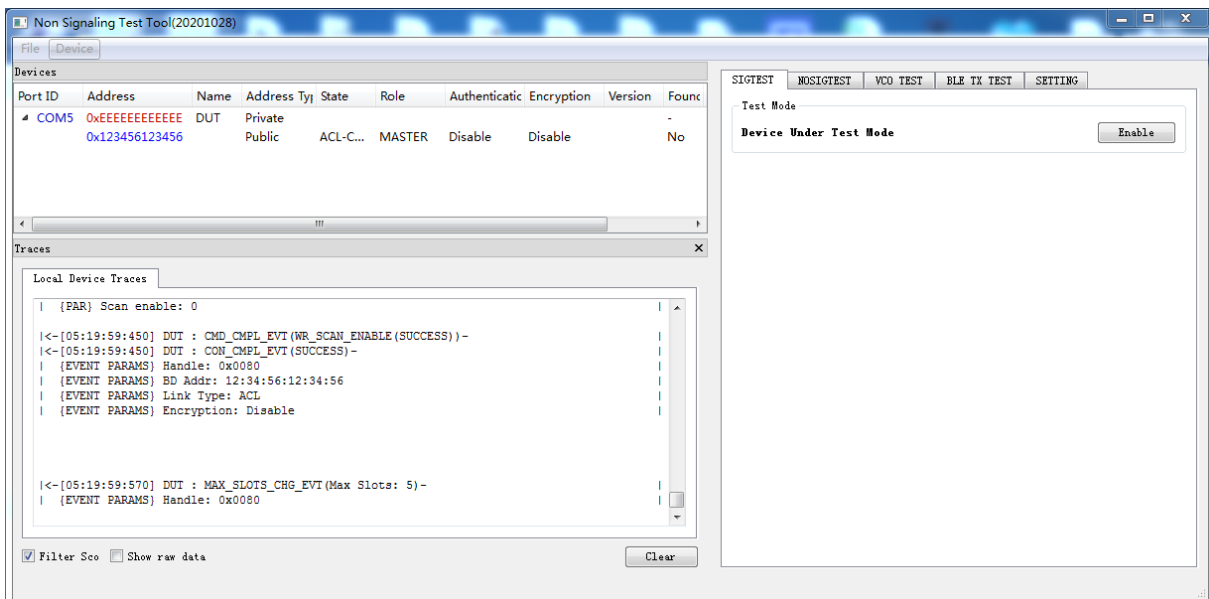 Non Signaling Test Tool(20201028)
File Device
Devices
Port ID Address Name Address Typ State Role Authenticatic Encryption Version Found
COM5 0xEEEEEEEEEEEE DUT Private -
0x123456123456 Public ACL-C... MASTER Disable Disable No
Traces
Local Device Traces
| {PAR} Scan enable: 0 |
|<-[05:19:59:450] DUT : CMD_CMPL_EVT(WR_SCAN_ENABLE(SUCCESS))- |
|<-[05:19:59:450] DUT : CON_CMPL_EVT(SUCCESS)- |
| {EVENT PARAMS} Handle: 0x0080 |
| {EVENT PARAMS} BD Addr: 12:34:56:12:34:56 |
| {EVENT PARAMS} Link Type: ACL |
| {EVENT PARAMS} Encryption: Disable |
|<-[05:19:59:570] DUT : MAX_SLOTS_CHG_EVT(Max Slots: 5)- |
| {EVENT PARAMS} Handle: 0x0080 |
Filter Sco Show raw data Clear
SIGTEST NOSIGTEST VCO TEST BLE TX TEST SETTING
Test Mode
Device Under Test Mode Enable